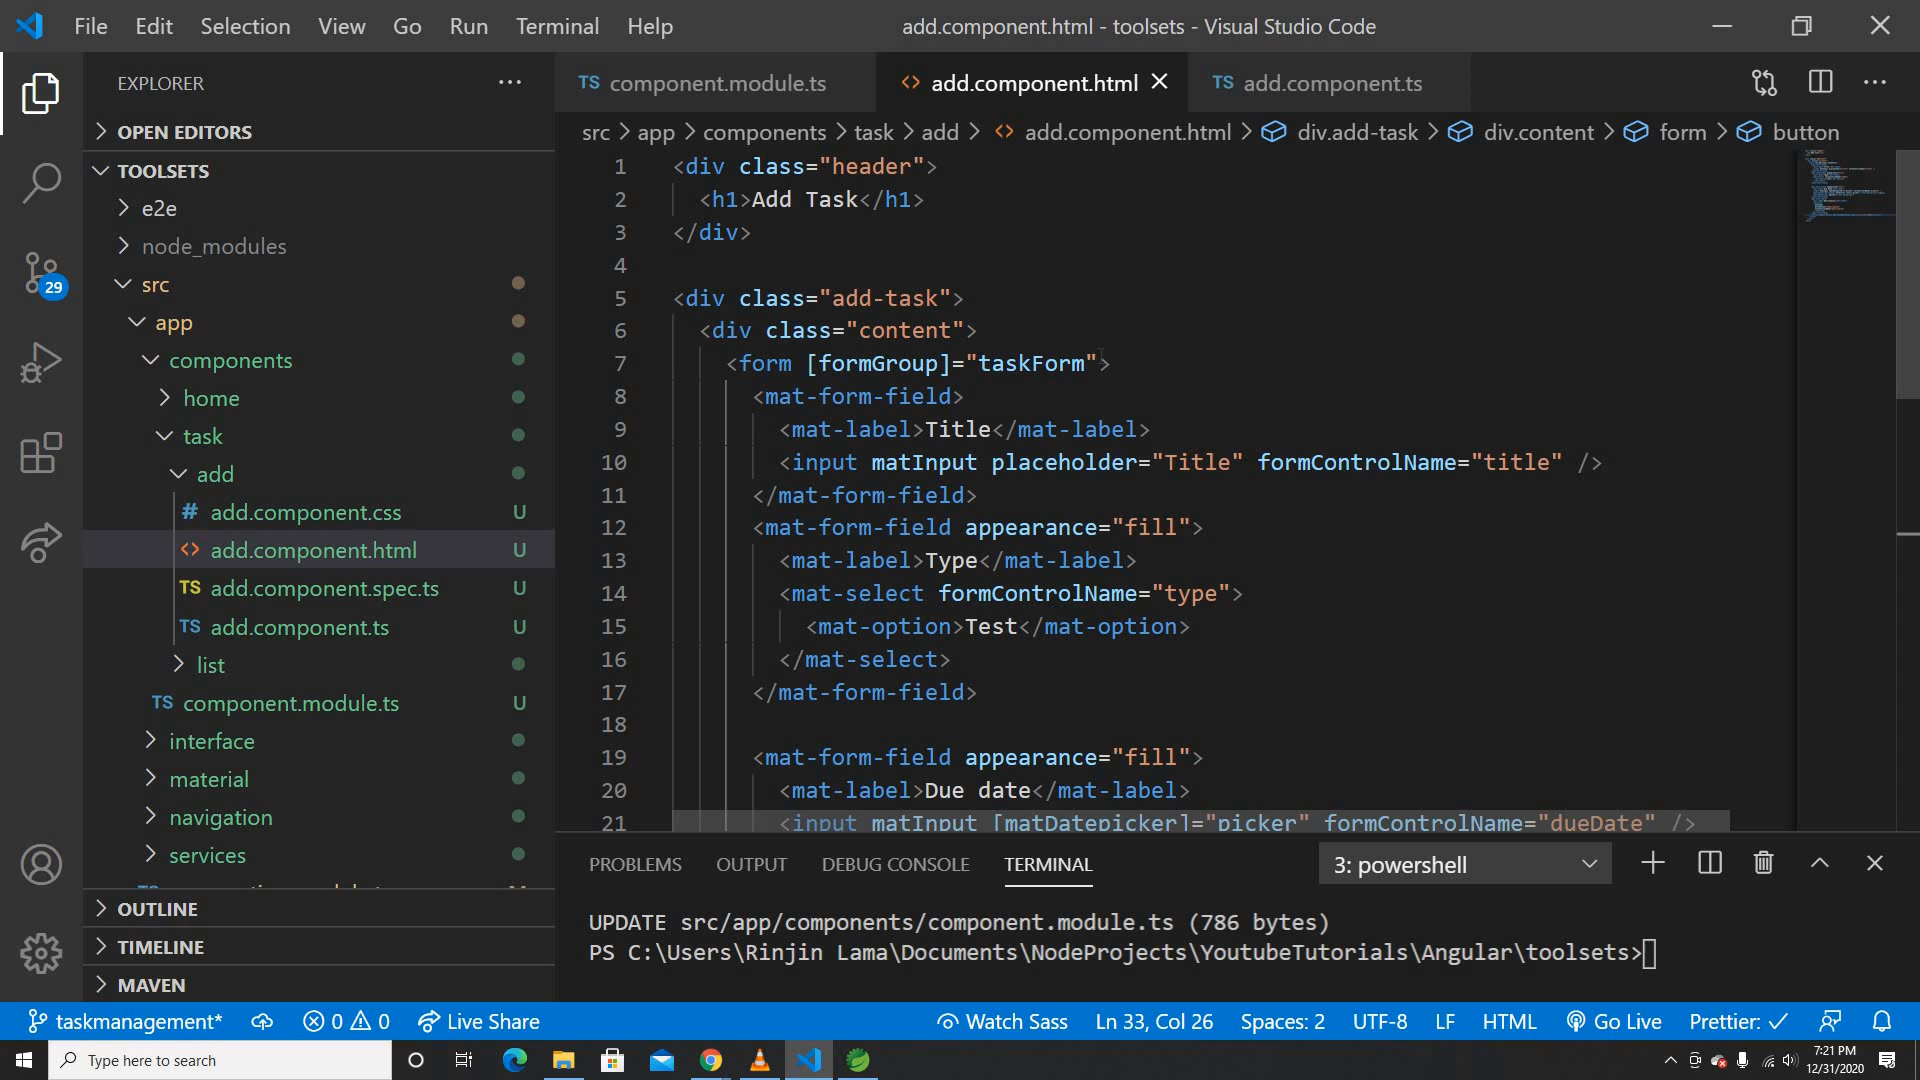 File Edit Selection View Go Run Terminal Help
add.component.html - toolsets - Visual Studio Code
EXPLORER
OPEN EDITORS
TOOLSETS
e2e
node_modules
src
app
components
home
task
add
# add.component.css U
<> add.component.html U
TS add.component.spec.ts U
TS add.component.ts U
list
TS component.module.ts U
interface
material
navigation
services
OUTLINE
TIMELINE
MAVEN
29
TS component.module.ts
<> add.component.html
TS add.component.ts
src > app > components > task > add > <> add.component.html > div.add-task > div.content > form > button
1 <div class="header">
2 <h1>Add Task</h1>
3 </div>
4
5 <div class="add-task">
6 <div class="content">
7 <form [formGroup]="taskForm">
8 <mat-form-field>
9 <mat-label>Title</mat-label>
10 <input matInput placeholder="Title" formControlName="title" />
11 </mat-form-field>
12 <mat-form-field appearance="fill">
13 <mat-label>Type</mat-label>
14 <mat-select formControlName="type">
15 <mat-option>Test</mat-option>
16 </mat-select>
17 </mat-form-field>
18
19 <mat-form-field appearance="fill">
20 <mat-label>Due date</mat-label>
21 <input matInput [matDatepicker]="picker" formControlName="dueDate" />
PROBLEMS OUTPUT DEBUG CONSOLE TERMINAL
3: powershell
UPDATE src/app/components/component.module.ts (786 bytes)
PS C:\Users\Rinjin Lama\Documents\NodeProjects\YoutubeTutorials\Angular\toolsets>
taskmanagement* 0 0 Live Share
Watch Sass Ln 33, Col 26 Spaces: 2 UTF-8 LF HTML Go Live Prettier: ✓
Type here to search
7:21 PM
12/31/2020